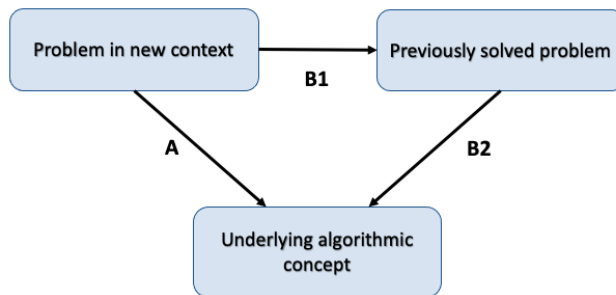 Problem in new context
Previously solved problem
B1
A
B2
Underlying algorithmic
concept